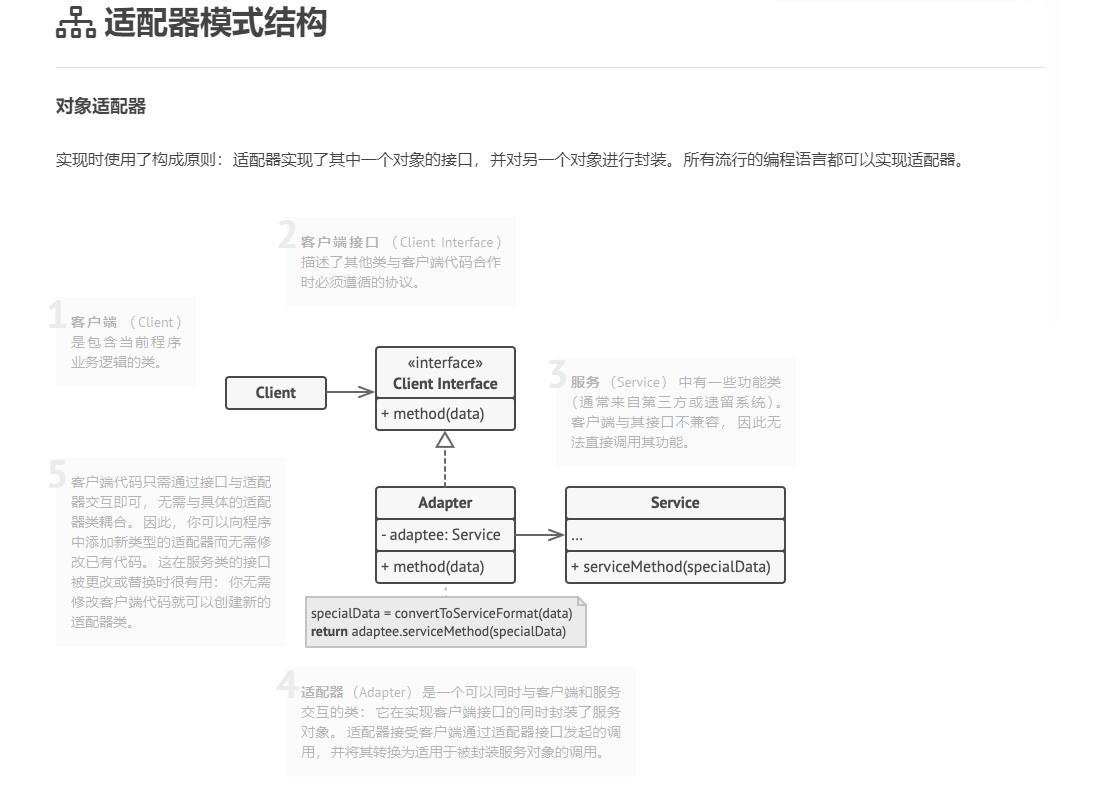 适配器模式结构
对象适配器
实现时使用了构成原则：适配器实现了其中一个对象的接口，并对另一个对象进行封装。所有流行的编程语言都可以实现适配器。
2
客户端接口 （Client Interface）
描述了其他类与客户端代码合作
时必须遵循的协议。
1
客户端 （Client）
是包含当前程序
业务逻辑的类。
Client
«interface»
Client Interface
+ method(data)
3
服务 （Service） 中有一些功能类
（通常来自第三方或遗留系统）。
客户端与其接口不兼容， 因此无
法直接调用其功能。
5
客户端代码只需通过接口与适配
器交互即可， 无需与具体的适配
器类耦合。 因此， 你可以向程序
中添加新类型的适配器而无需修
改已有代码。 这在服务类的接口
被更改或替换时很有用： 你无需
修改客户端代码就可以创建新的
适配器类。
Adapter
- adaptee: Service
+ method(data)
Service
...
+ serviceMethod(specialData)
specialData = convertToServiceFormat(data)
return adaptee.serviceMethod(specialData)
4
适配器 （Adapter） 是一个可以同时与客户端和服务
交互的类： 它在实现客户端接口的同时封装了服务
对象。 适配器接受客户端通过适配器接口发起的调
用， 并将其转换为适用于被封装服务对象的调用。